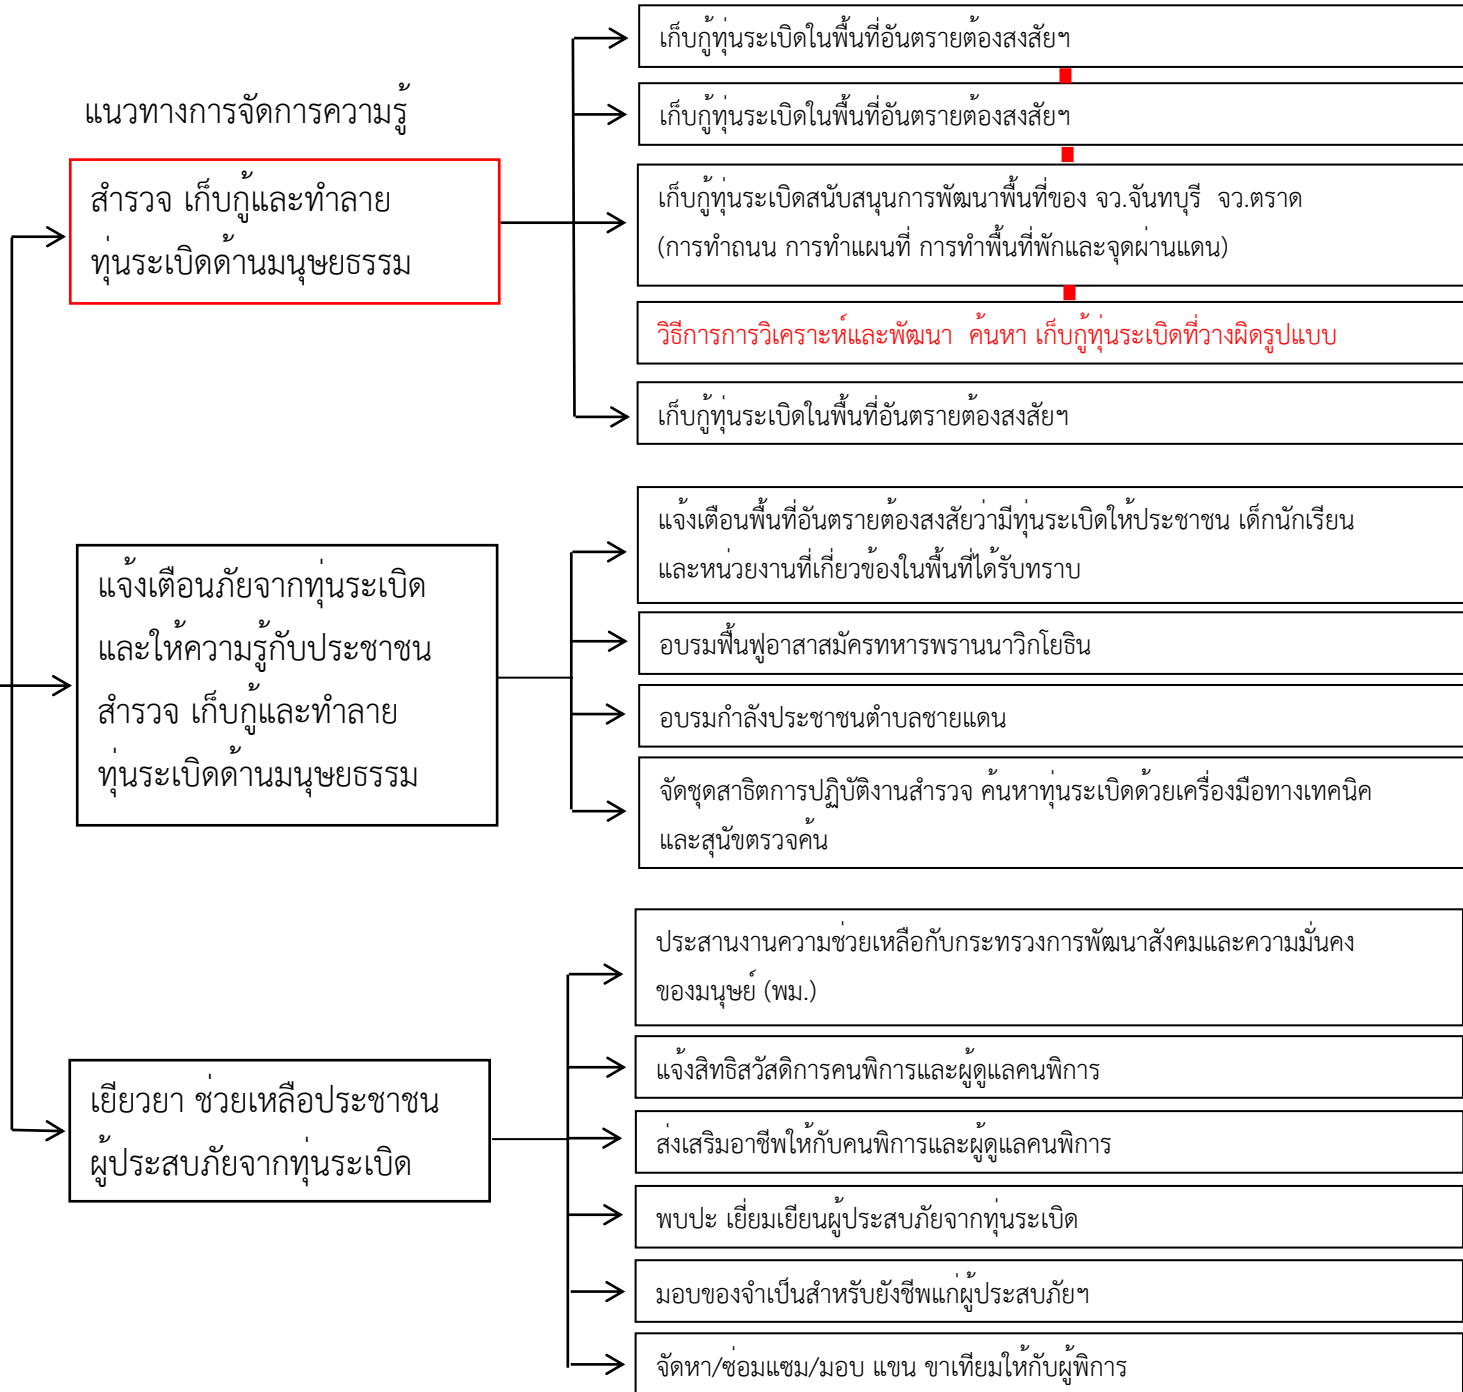 แนวทางการจัดการความรู้
สำรวจ เก็บกู้และทำลาย
ทุ่นระเบิดด้านมนุษยธรรม
เก็บกู้ทุ่นระเบิดในพื้นที่อันตรายต้องสงสัยฯ
เก็บกู้ทุ่นระเบิดในพื้นที่อันตรายต้องสงสัยฯ
เก็บกู้ทุ่นระเบิดสนับสนุนการพัฒนาพื้นที่ของ จว.จันทบุรี จว.ตราด
(การทำถนน การทำแผนที่ การทำพื้นที่พักและจุดผ่านแดน)
วิธีการการวิเคราะห์และพัฒนา ค้นหา เก็บกู้ทุ่นระเบิดที่วางผิดรูปแบบ
เก็บกู้ทุ่นระเบิดในพื้นที่อันตรายต้องสงสัยฯ
แจ้งเตือนภัยจากทุ่นระเบิด
และให้ความรู้กับประชาชน
สำรวจ เก็บกู้และทำลาย
ทุ่นระเบิดด้านมนุษยธรรม
แจ้งเตือนพื้นที่อันตรายต้องสงสัยว่ามีทุ่นระเบิดให้ประชาชน เด็กนักเรียน
และหน่วยงานที่เกี่ยวข้องในพื้นที่ได้รับทราบ
อบรมฟื้นฟูอาสาสมัครทหารพรานนาวิกโยธิน
อบรมกำลังประชาชนตำบลชายแดน
จัดชุดสาธิตการปฏิบัติงานสำรวจ ค้นหาทุ่นระเบิดด้วยเครื่องมือทางเทคนิค
และสุนัขตรวจค้น
เยียวยา ช่วยเหลือประชาชน
ผู้ประสบภัยจากทุ่นระเบิด
ประสานงานความช่วยเหลือกับกระทรวงการพัฒนาสังคมและความมั่นคง
ของมนุษย์ (พม.)
แจ้งสิทธิสวัสดิการคนพิการและผู้ดูแลคนพิการ
ส่งเสริมอาชีพให้กับคนพิการและผู้ดูแลคนพิการ
พบปะ เยี่ยมเยียนผู้ประสบภัยจากทุ่นระเบิด
มอบของจำเป็นสำหรับยังชีพแก่ผู้ประสบภัยฯ
จัดหา/ซ่อมแซม/มอบ แขน ขาเทียมให้กับผู้พิการ